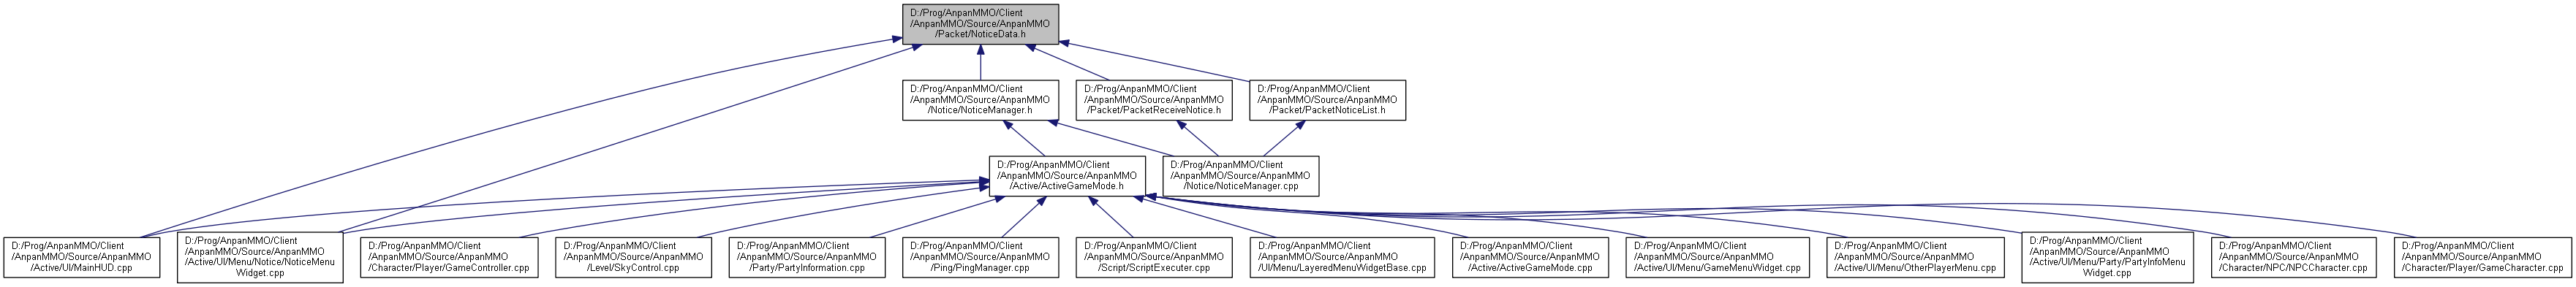 D:/Prog/AnpanMMO/Client
/AnpanMMO/Source/AnpanMMO
/Packet/NoticeData.h
D:/Prog/AnpanMMO/Client
/AnpanMMO/Source/AnpanMMO
/Notice/NoticeManager.h
D:/Prog/AnpanMMO/Client
/AnpanMMO/Source/AnpanMMO
/Packet/PacketReceiveNotice.h
D:/Prog/AnpanMMO/Client
/AnpanMMO/Source/AnpanMMO
/Packet/PacketNoticeList.h
D:/Prog/AnpanMMO/Client
/AnpanMMO/Source/AnpanMMO
/Active/ActiveGameMode.h
D:/Prog/AnpanMMO/Client
/AnpanMMO/Source/AnpanMMO
/Notice/NoticeManager.cpp
D:/Prog/AnpanMMO/Client
/AnpanMMO/Source/AnpanMMO
/Active/UI/MainHUD.cpp
D:/Prog/AnpanMMO/Client
/AnpanMMO/Source/AnpanMMO
/Active/UI/Menu/Notice/NoticeMenu
Widget.cpp
D:/Prog/AnpanMMO/Client
/AnpanMMO/Source/AnpanMMO
/Character/Player/GameController.cpp
D:/Prog/AnpanMMO/Client
/AnpanMMO/Source/AnpanMMO
/Level/SkyControl.cpp
D:/Prog/AnpanMMO/Client
/AnpanMMO/Source/AnpanMMO
/Party/PartyInformation.cpp
D:/Prog/AnpanMMO/Client
/AnpanMMO/Source/AnpanMMO
/Ping/PingManager.cpp
D:/Prog/AnpanMMO/Client
/AnpanMMO/Source/AnpanMMO
/Script/ScriptExecuter.cpp
D:/Prog/AnpanMMO/Client
/AnpanMMO/Source/AnpanMMO
/UI/Menu/LayeredMenuWidgetBase.cpp
D:/Prog/AnpanMMO/Client
/AnpanMMO/Source/AnpanMMO
/Active/ActiveGameMode.cpp
D:/Prog/AnpanMMO/Client
/AnpanMMO/Source/AnpanMMO
/Active/UI/Menu/GameMenuWidget.cpp
D:/Prog/AnpanMMO/Client
/AnpanMMO/Source/AnpanMMO
/Active/UI/Menu/OtherPlayerMenu.cpp
D:/Prog/AnpanMMO/Client
/AnpanMMO/Source/AnpanMMO
/Active/UI/Menu/Party/PartyInfoMenu
Widget.cpp
D:/Prog/AnpanMMO/Client
/AnpanMMO/Source/AnpanMMO
/Character/NPC/NPCCharacter.cpp
D:/Prog/AnpanMMO/Client
/AnpanMMO/Source/AnpanMMO
/Character/Player/GameCharacter.cpp